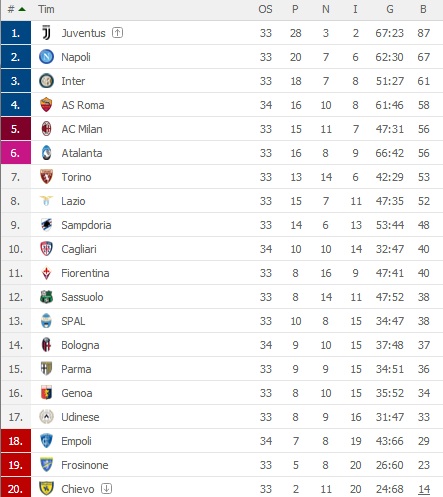 # Tim OS P N I G B
1. Juventus 33 28 3 2 67:23 87
2. Napoli 33 20 7 6 62:30 67
3. Inter 33 18 7 8 51:27 61
4. AS Roma 34 16 10 8 61:46 58
5. AC Milan 33 15 11 7 47:31 56
6. Atalanta 33 16 8 9 66:42 56
7. Torino 33 13 14 6 42:29 53
8. Lazio 33 15 7 11 47:35 52
9. Sampdoria 33 14 6 13 53:44 48
10. Cagliari 34 10 10 14 32:47 40
11. Fiorentina 33 8 16 9 47:41 40
12. Sassuolo 33 8 14 11 47:52 38
13. SPAL 33 10 8 15 34:47 38
14. Bologna 34 9 10 15 37:48 37
15. Parma 33 9 9 15 34:51 36
16. Genoa 33 8 10 15 35:52 34
17. Udinese 33 8 9 16 31:47 33
18. Empoli 34 7 8 19 43:66 29
19. Frosinone 33 5 8 20 26:60 23
20. Chievo 33 2 11 20 24:68 14